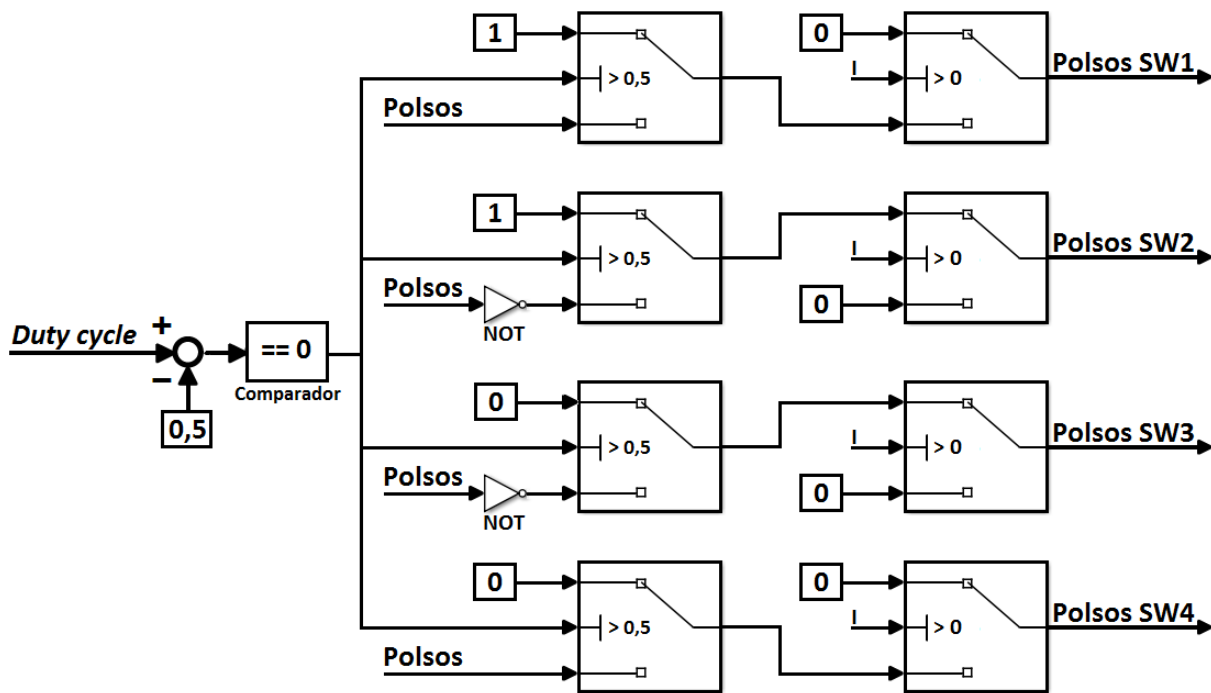 1
> 0,5
Polsos
0
I
> 0
Polsos SW1
1
> 0,5
Polsos
NOT
I
> 0
0
Polsos SW2
Duty cycle
+
−
0,5
== 0
Comparador
0
> 0,5
Polsos
NOT
I
> 0
0
Polsos SW3
0
> 0,5
Polsos
0
I
> 0
Polsos SW4